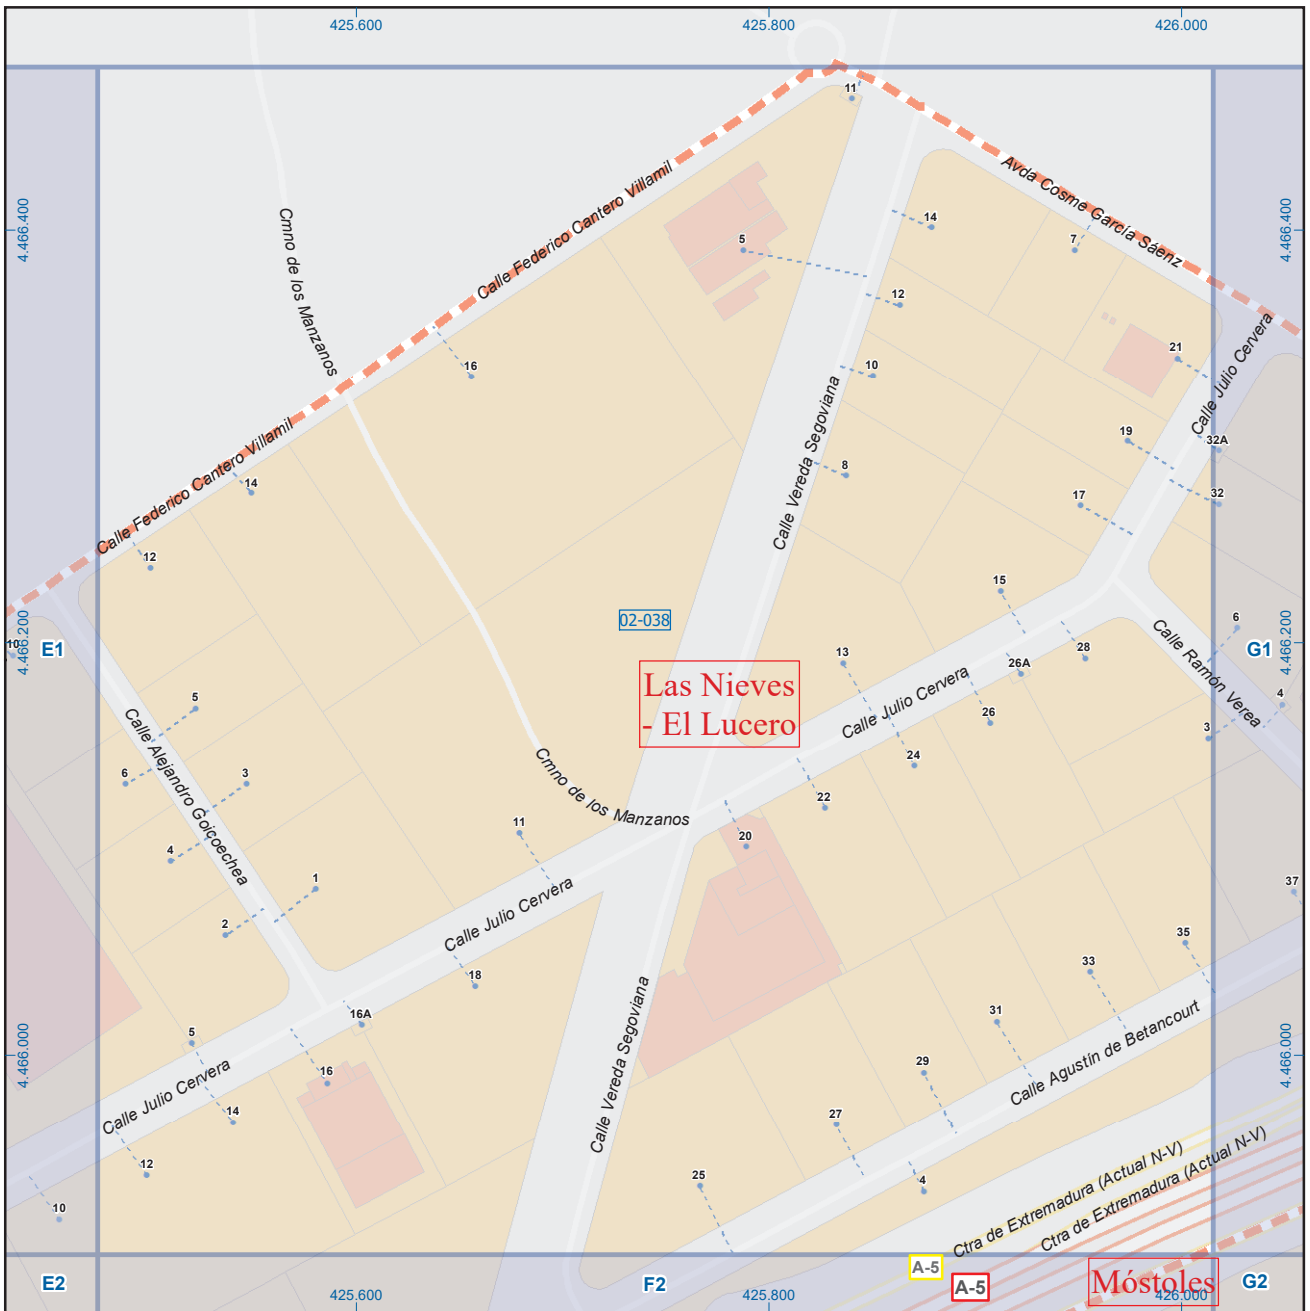 425.600
425.800
426.000
11
Avda Cosme García Sáenz
Calle Federico Cantero Villamil
Cmno de los Manzanos
4.466.400
4.466.400
14
7
5
12
Calle Julio Cervera
21
16
10
Calle Vereda Segoviana
Calle Federico Cantero Villamil
19
32A
8
14
32
17
12
15
02-038
4.466.200
4.466.200
6
10
E1
G1
13
26A
28
Calle Ramón Verea
Las Nieves
- El Lucero
Calle Julio Cervera
5
4
26
3
Calle Alejandro Goicoechea
6
3
24
Cmno de los Manzanos
22
11
20
4
1
37
2
Calle Julio Cervera
35
18
33
Calle Vereda Segoviana
16A
31
5
4.466.000
4.466.000
Calle Agustín de Betancourt
16
29
Calle Julio Cervera
14
27
12
25
4
Ctra de Extremadura (Actual N-V)
Ctra de Extremadura (Actual N-V)
10
A-5
A-5
E2
F2
Móstoles
G2
425.600
425.800
426.000